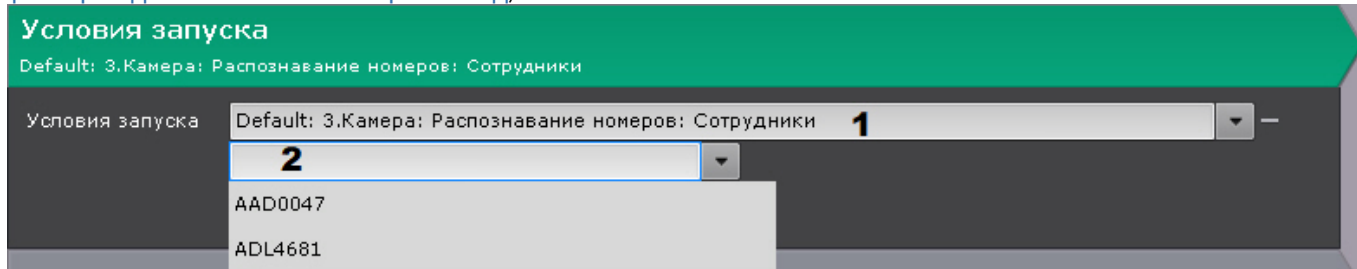 Условия запуска
Default: 3.Камера: Распознавание номеров: Сотрудники
Условия запуска Default: 3.Камера: Распознавание номеров: Сотрудники 1
2
AAD0047
ADL4681